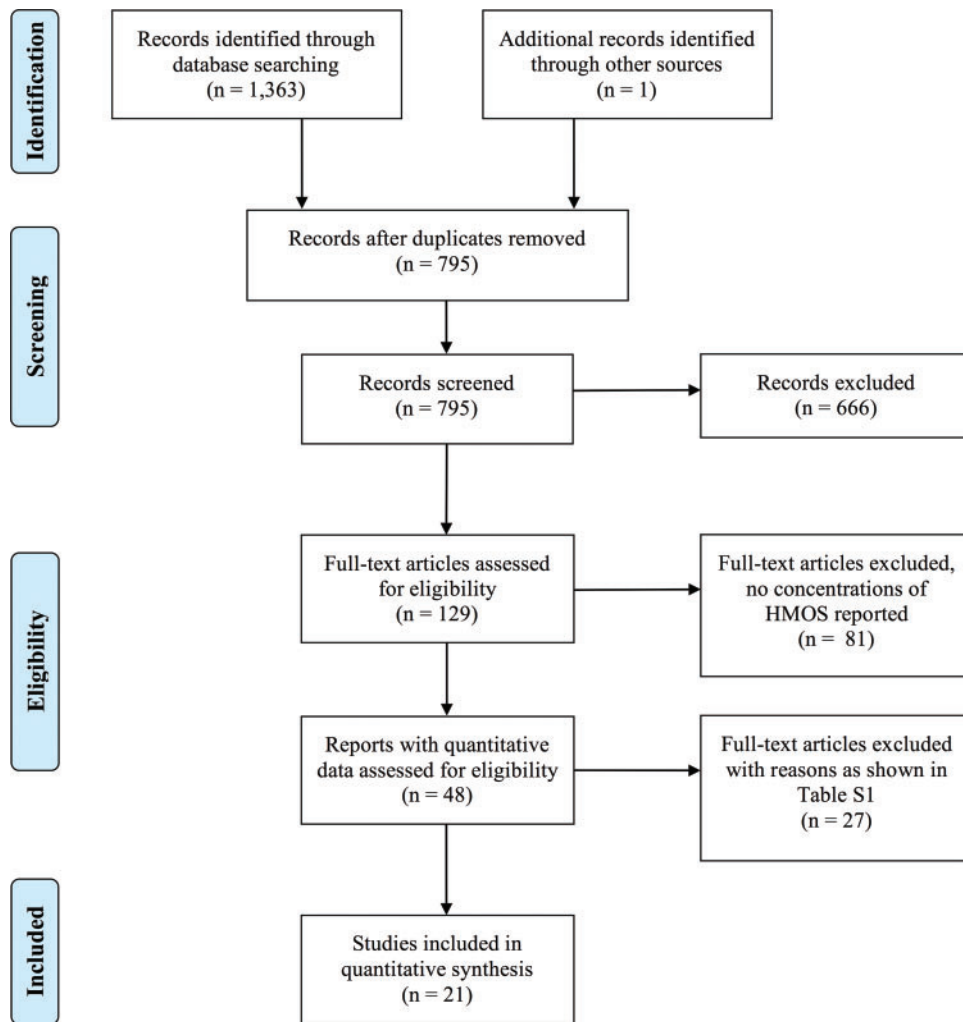 Identification
Records identified through
database searching
(n = 1,363)
Additional records identified
through other sources
(n = 1)
Screening
Records after duplicates removed
(n = 795)
Records screened
(n = 795)
Records excluded
(n = 666)
Eligibility
Full-text articles assessed
for eligibility
(n = 129)
Full-text articles excluded,
no concentrations of
HMOS reported
(n = 81)
Reports with quantitative
data assessed for eligibility
(n = 48)
Full-text articles excluded
with reasons as shown in
Table S1
(n = 27)
Included
Studies included in
quantitative synthesis
(n = 21)